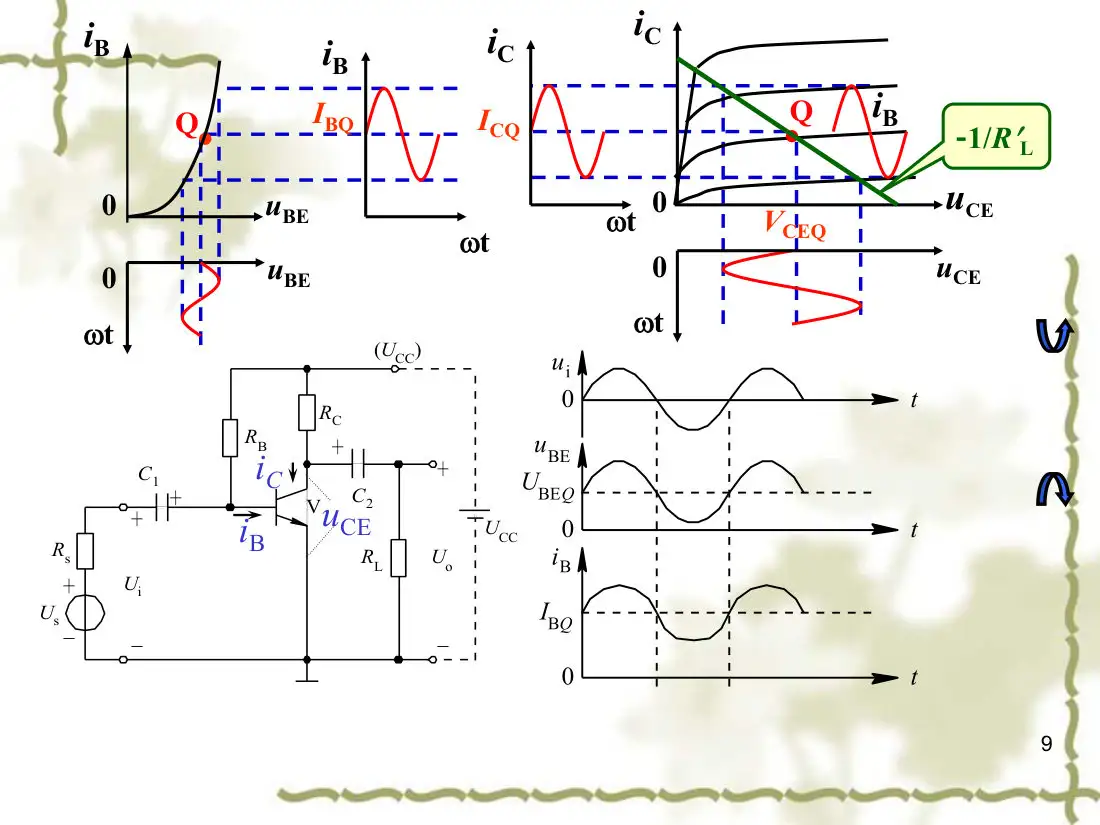 iB
iB
iC
iC
Q
IBQ
ICQ
Q
iB
-1/R′L
0
uBE
ωt
ωt
0
uCE
VCEQ
0
uBE
ωt
0
uCE
ωt
(UCC)
RC
RB
iC
C1
+
+
C2
+
+
V
uCE
iB
UCC
Rs
Ui
RL
Uo
+
Us
−
−
−
ui
0
t
uBE
UBEQ
0
t
iB
IBQ
0
t
9